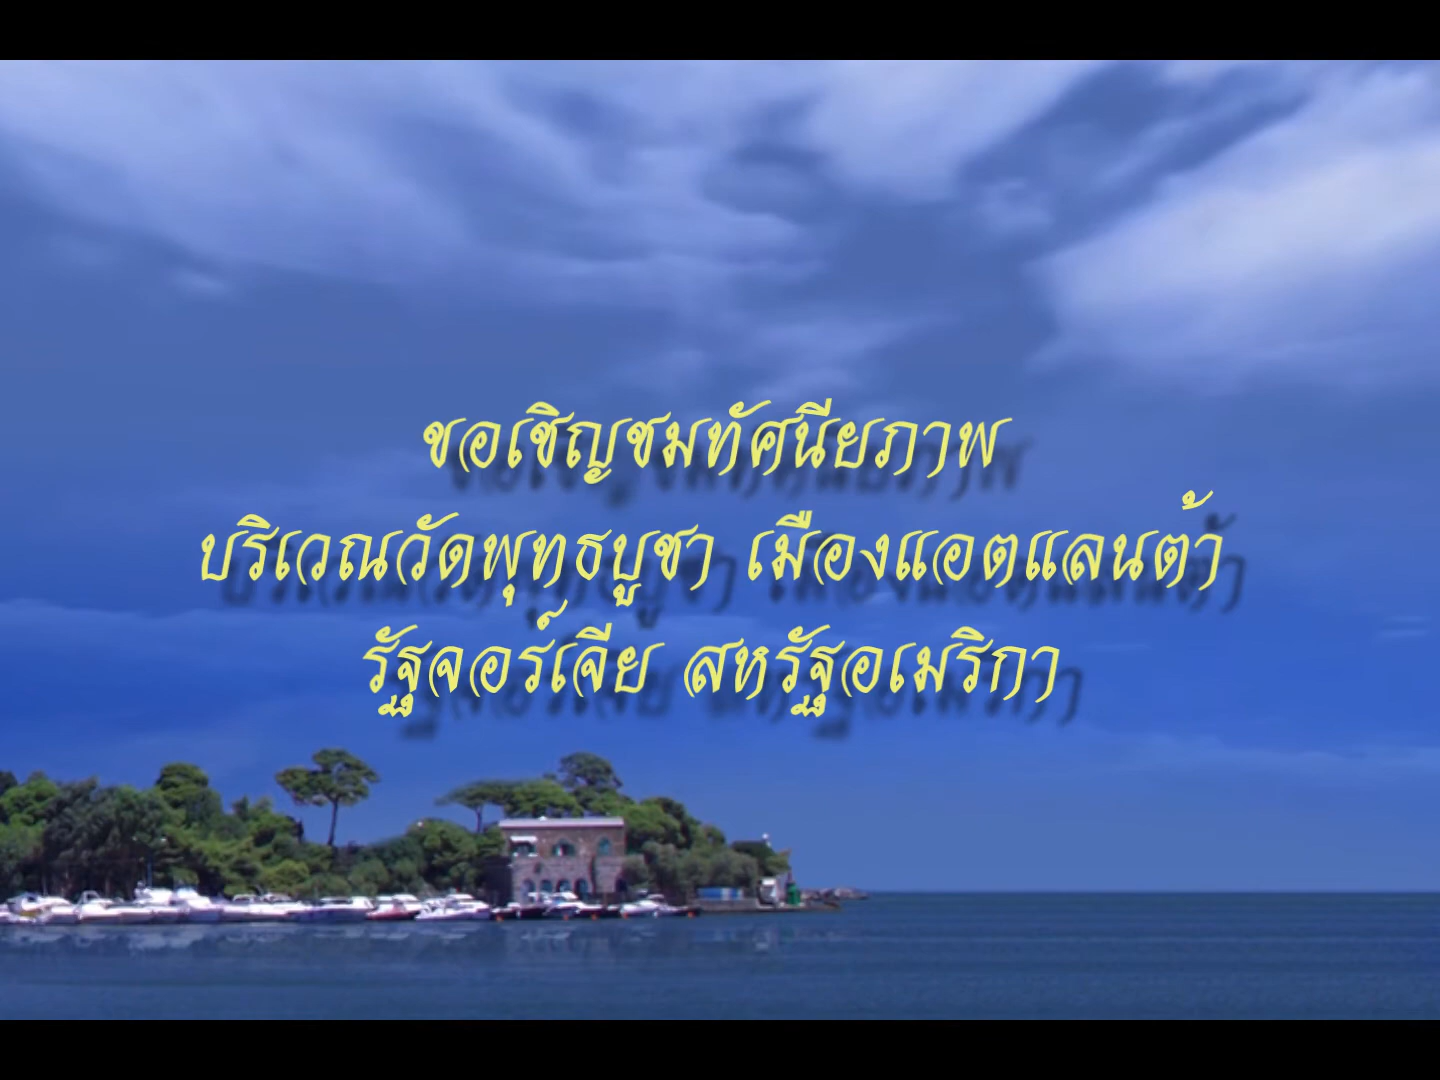 ขอเชิญชมทัศนียภาพ
บริเวณวัดพุทธบูชา เมืองแอตแลนต้า
รัฐจอร์เจีย สหรัฐอเมริกา